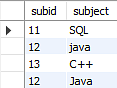 subid subject
11 SQL
12 java
13 C++
12 Java